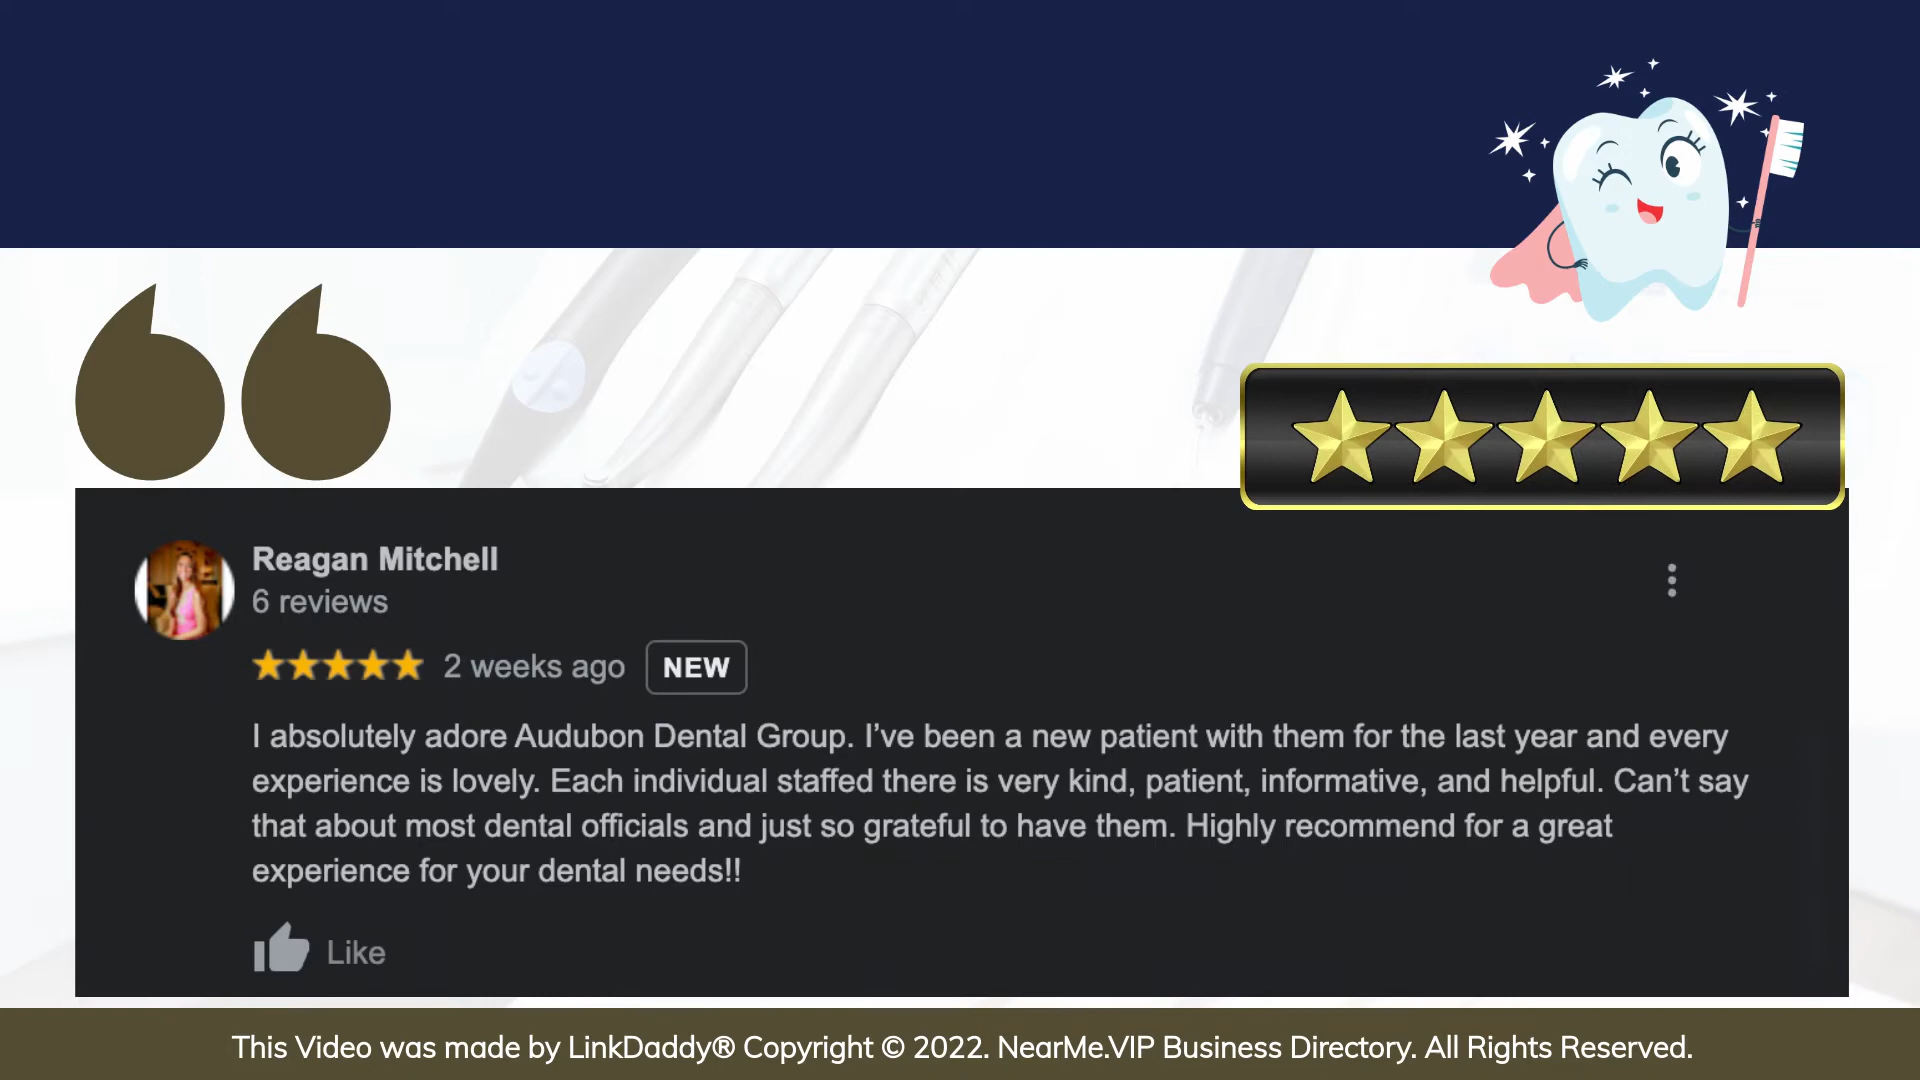 Reagan Mitchell
6 reviews
2 weeks ago NEW
I absolutely adore Audubon Dental Group. I’ve been a new patient with them for the last year and every
experience is lovely. Each individual staffed there is very kind, patient, informative, and helpful. Can’t say
that about most dental officials and just so grateful to have them. Highly recommend for a great
experience for your dental needs!!
Like
This Video was made by LinkDaddy® Copyright © 2022. NearMe.VIP Business Directory. All Rights Reserved.